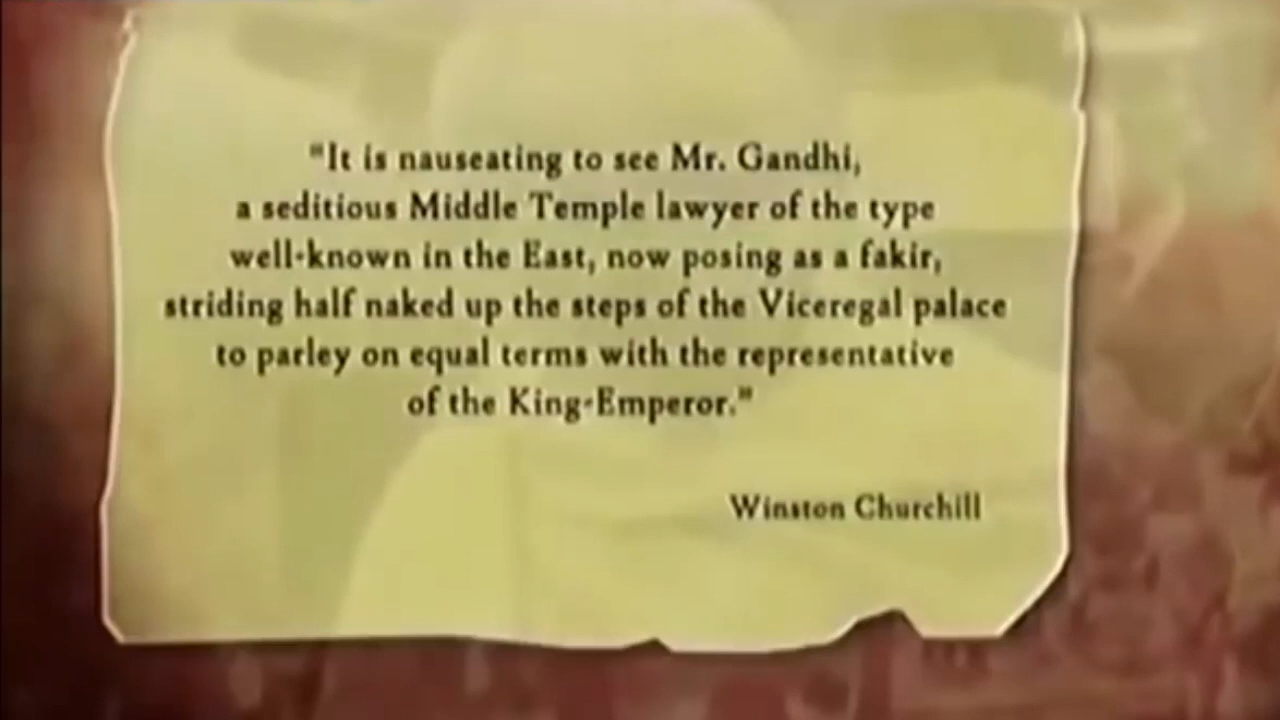 "It is nauseating to see Mr. Gandhi,
a seditious Middle Temple lawyer of the type
well-known in the East, now posing as a fakir,
striding half naked up the steps of the Viceregal palace
to parley on equal terms with the representative
of the King-Emperor."
Winston Churchill